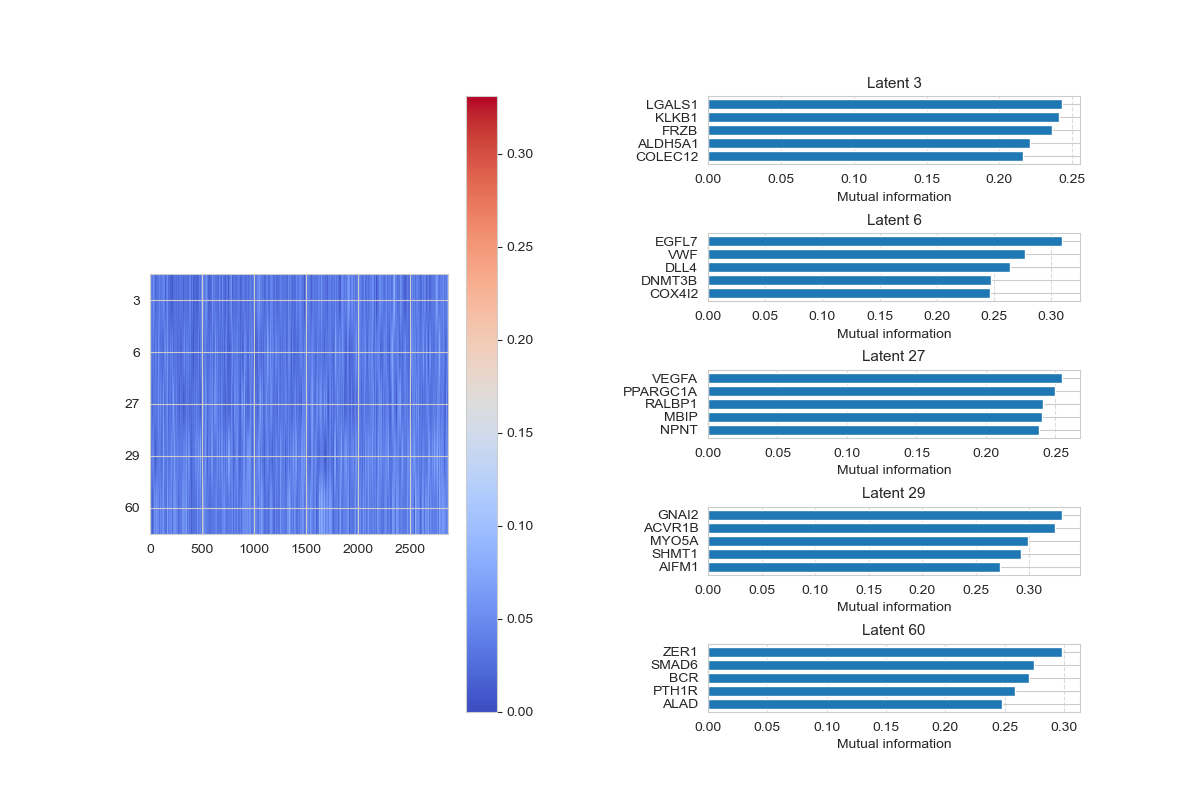 3
6
27
29
60
0 500 1000 1500 2000 2500
0.30
0.25
0.20
0.15
0.10
0.05
0.00
Latent 3
LGALS1
KLKB1
FRZB
ALDH5A1
COLEC12
0.00 0.05 0.10 0.15 0.20 0.25
Mutual information
Latent 6
EGFL7
VWF
DLL4
DNMT3B
COX4I2
0.00 0.05 0.10 0.15 0.20 0.25 0.30
Mutual information
Latent 27
VEGFA
PPARGC1A
RALBP1
MBIP
NPNT
0.00 0.05 0.10 0.15 0.20 0.25
Mutual information
Latent 29
GNAI2
ACVR1B
MYO5A
SHMT1
AIFM1
0.00 0.05 0.10 0.15 0.20 0.25 0.30
Mutual information
Latent 60
ZER1
SMAD6
BCR
PTH1R
ALAD
0.00 0.05 0.10 0.15 0.20 0.25 0.30
Mutual information